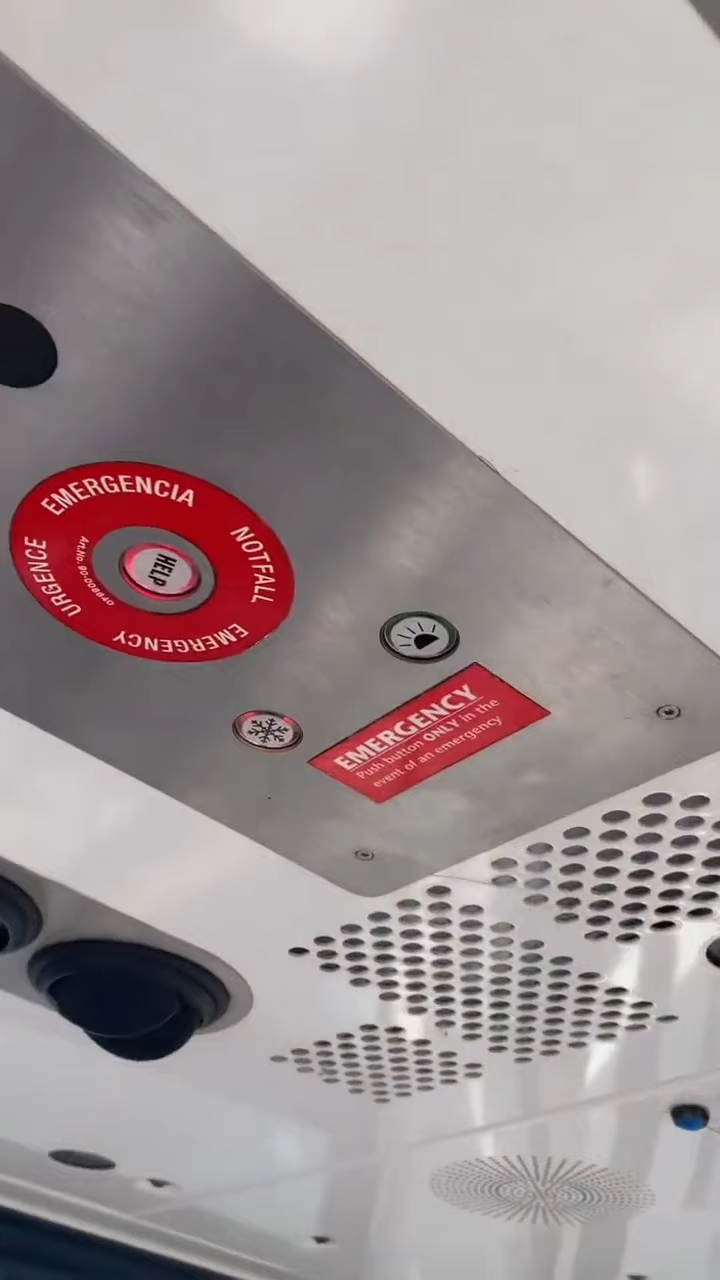 EMERGENCIA
NOTFALL
EMERGENCY
URGENCE
HELP
EMERGENCY
Push button ONLY in the
event of an emergency